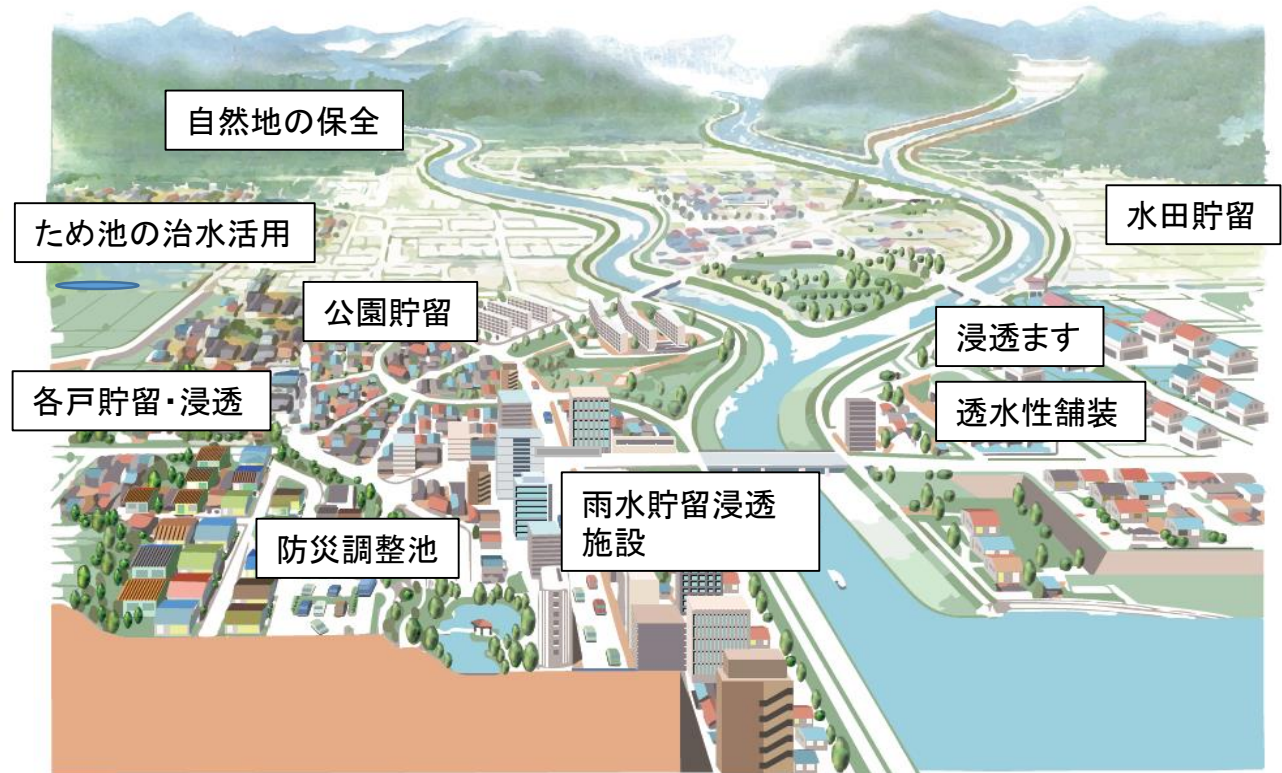 自然地の保全
ため池の治水活用
水田貯留
公園貯留
浸透ます
各戸貯留・浸透
透水性舗装
雨水貯留浸透
施設
防災調整池